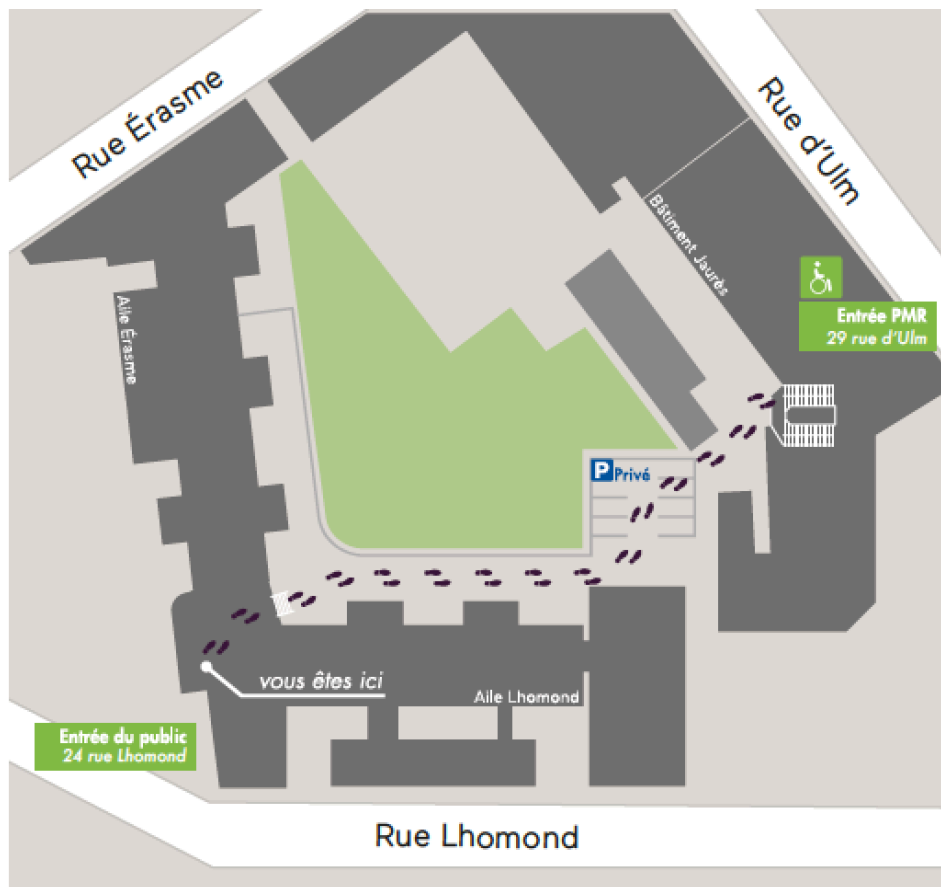 Rue Érasme
Rue d'Ulm
Bâtiment Jaurès
Aile Érasme
Entrée PMR
29 rue d'Ulm
P Privé
vous êtes ici
Aile Lhomond
Entrée du public
24 rue Lhomond
Rue Lhomond